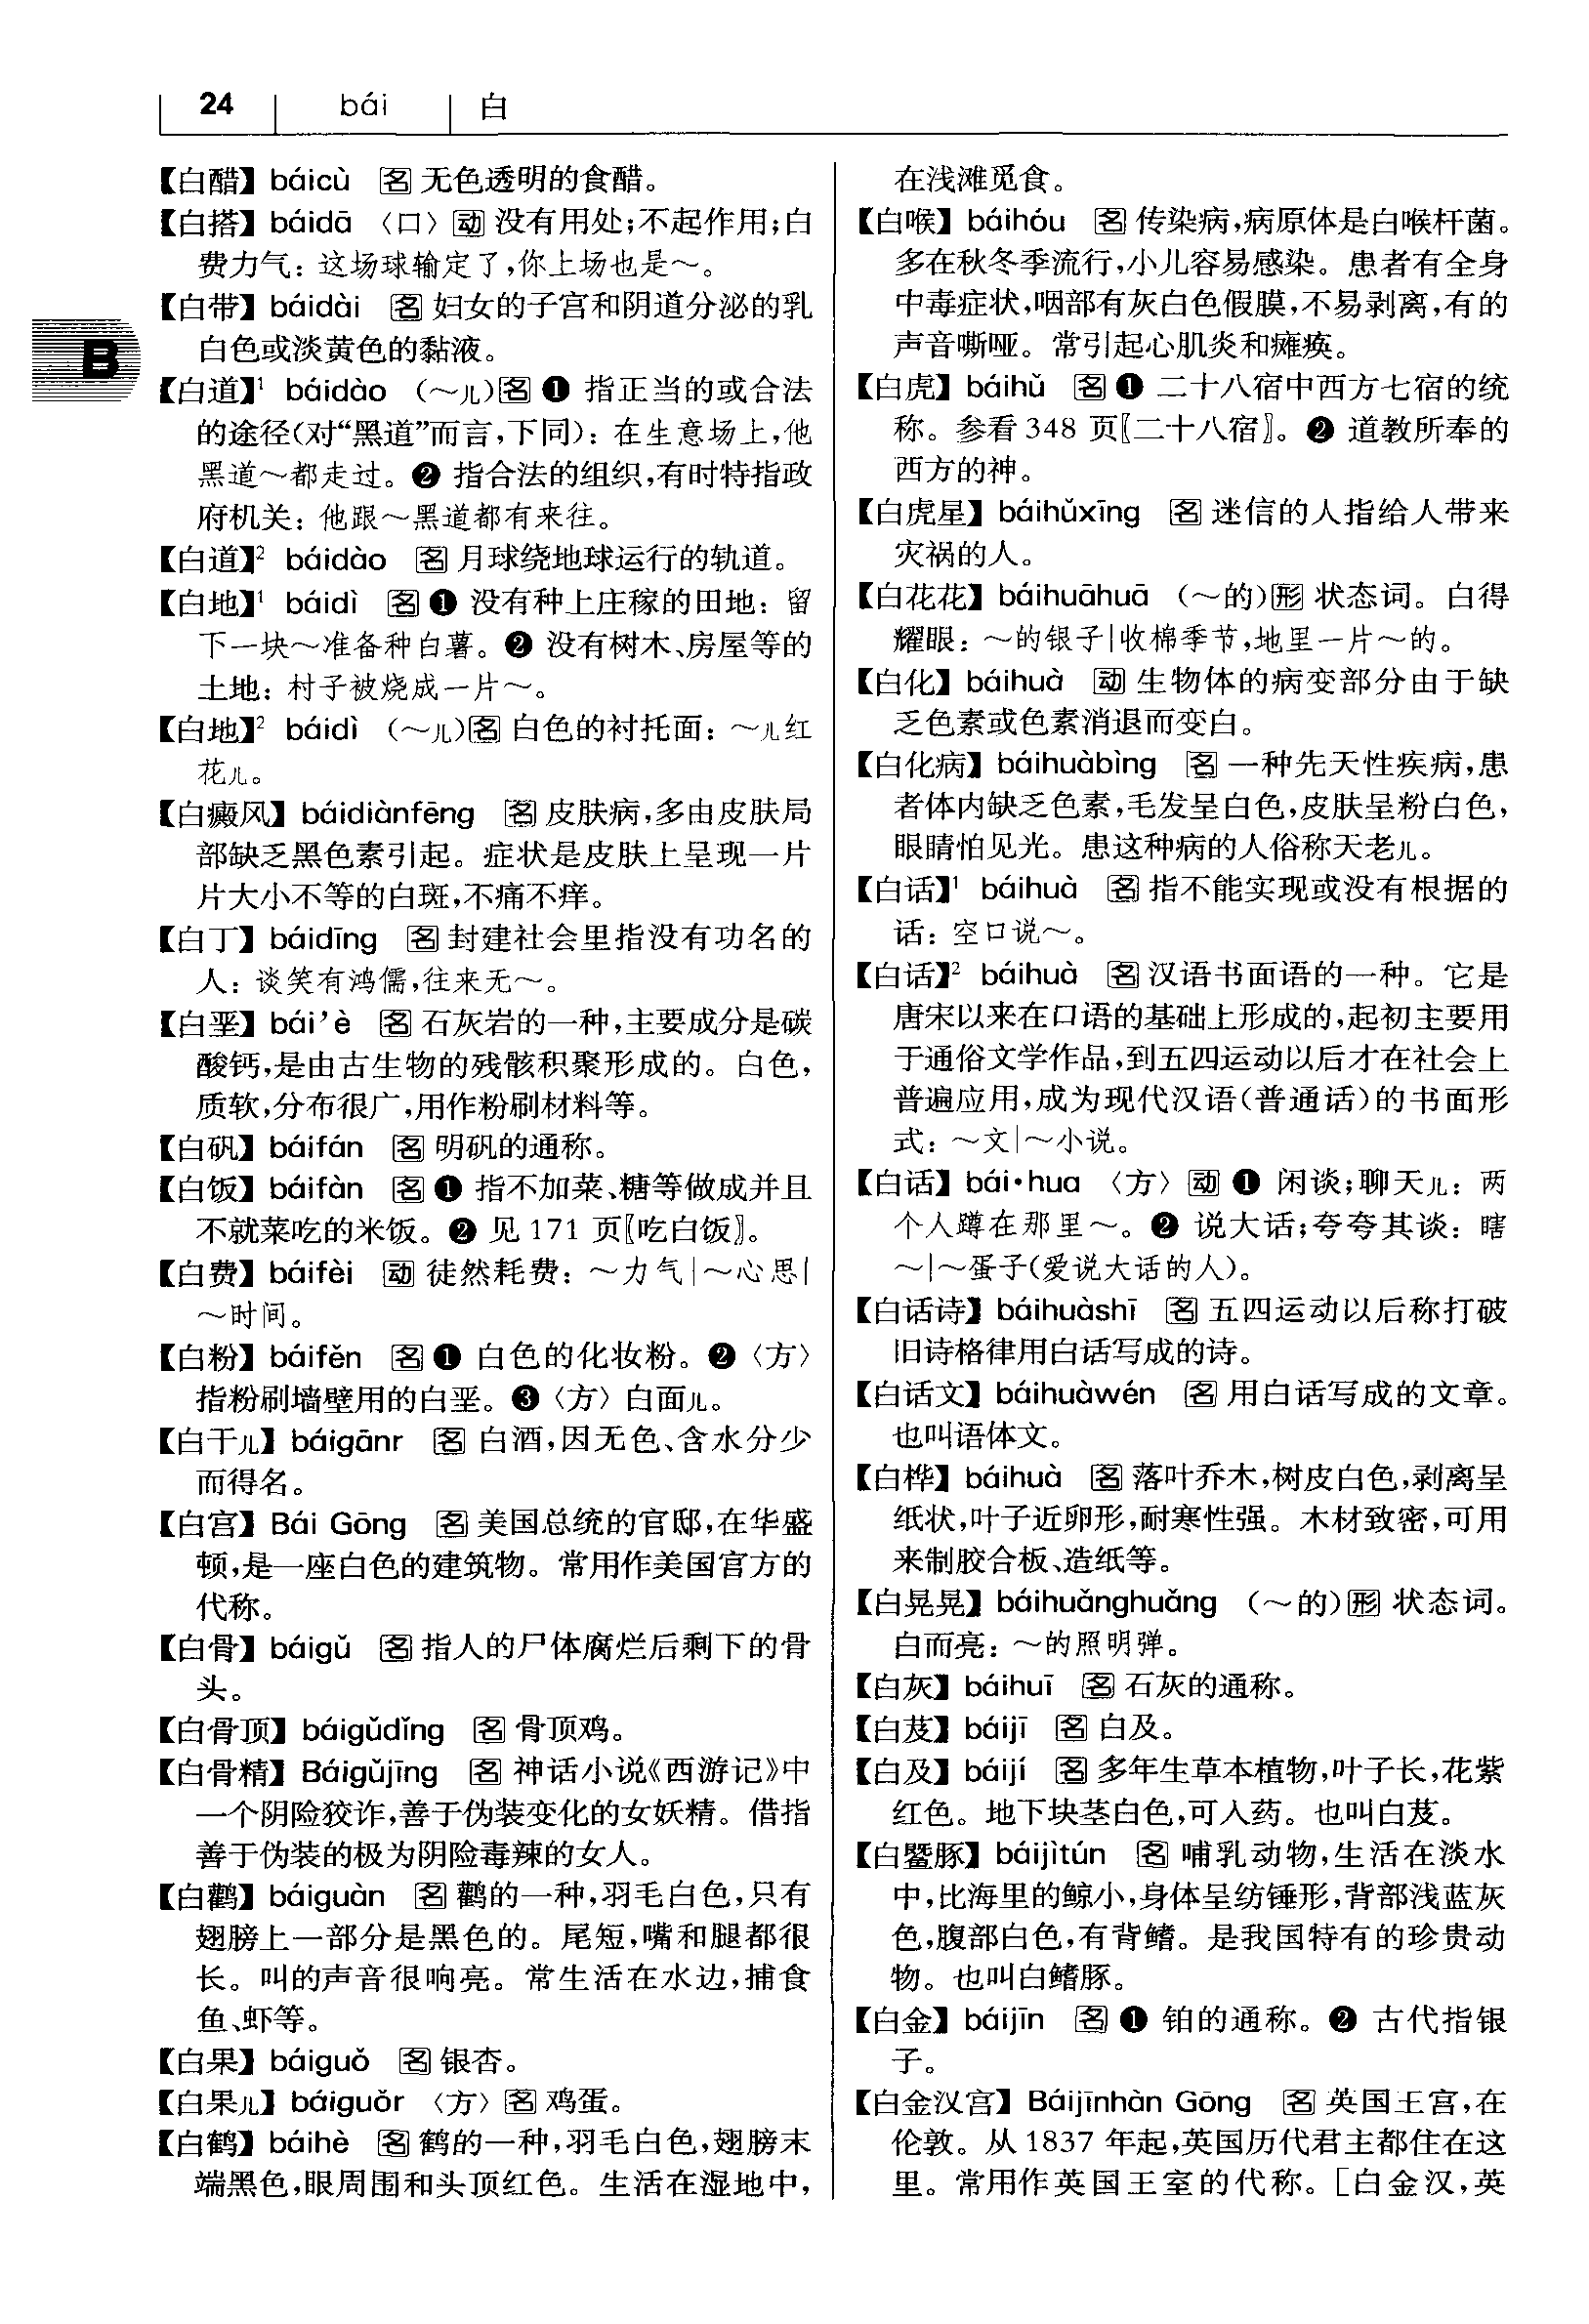 24 bái 白
【白醋】 báicù 名 无色透明的食醋。
【白搭】 báidā 〈口〉动 没有用处;不起作用;白
费力气: 这场球输定了,你上场也是～。
【白带】 báidài 名 妇女的子宫和阴道分泌的乳
白色或淡黄色的黏液。
B
【白道】¹ báidào (～儿)名 ❶ 指正当的或合法
的途径(对“黑道”而言,下同): 在生意场上,他
黑道～都走过。❷ 指合法的组织,有时特指政
府机关: 他跟～黑道都有来往。
【白道】² báidào 名 月球绕地球运行的轨道。
【白地】¹ báidì 名 ❶ 没有种上庄稼的田地: 留
下一块～准备种白薯。❷ 没有树木、房屋等的
土地: 村子被烧成一片～。
【白地】² báidì (～儿)名 白色的衬托面: ～儿红
花儿。
【白癜风】 báidiànfēng 名 皮肤病,多由皮肤局
部缺乏黑色素引起。症状是皮肤上呈现一片
片大小不等的白斑,不痛不痒。
【白丁】 báidīng 名 封建社会里指没有功名的
人: 谈笑有鸿儒,往来无～。
【白垩】 bái’è 名 石灰岩的一种,主要成分是碳
酸钙,是由古生物的残骸积聚形成的。白色,
质软,分布很广,用作粉刷材料等。
【白矾】 báifán 名 明矾的通称。
【白饭】 báifàn 名 ❶ 指不加菜、糖等做成并且
不就菜吃的米饭。❷ 见 171 页〖吃白饭〗。
【白费】 báifèi 动 徒然耗费: ～力气|～心思|
～时间。
【白粉】 báifěn 名 ❶ 白色的化妆粉。❷〈方〉
指粉刷墙壁用的白垩。❸〈方〉白面儿。
【白干儿】 báigānr 名 白酒,因无色、含水分少
而得名。
【白宫】 Bái Gōng 名 美国总统的官邸,在华盛
顿,是一座白色的建筑物。常用作美国官方的
代称。
【白骨】 báigǔ 名 指人的尸体腐烂后剩下的骨
头。
【白骨顶】 báigǔdǐng 名 骨顶鸡。
【白骨精】 Báigǔjīng 名 神话小说《西游记》中
一个阴险狡诈,善于伪装变化的女妖精。借指
善于伪装的极为阴险毒辣的女人。
【白鹳】 báiguàn 名 鹳的一种,羽毛白色,只有
翅膀上一部分是黑色的。尾短,嘴和腿都很
长。叫的声音很响亮。常生活在水边,捕食
鱼、虾等。
【白果】 báiguǒ 名 银杏。
【白果儿】 báiguǒr 〈方〉名 鸡蛋。
【白鹤】 báihè 名 鹤的一种,羽毛白色,翅膀末
端黑色,眼周围和头顶红色。生活在湿地中,
在浅滩觅食。
【白喉】 báihóu 名 传染病,病原体是白喉杆菌。
多在秋冬季流行,小儿容易感染。患者有全身
中毒症状,咽部有灰白色假膜,不易剥离,有的
声音嘶哑。常引起心肌炎和瘫痪。
【白虎】 báihǔ 名 ❶ 二十八宿中西方七宿的统
称。参看 348 页〖二十八宿〗。❷ 道教所奉的
西方的神。
【白虎星】 báihǔxīng 名 迷信的人指给人带来
灾祸的人。
【白花花】 báihuāhuā (～的)形 状态词。白得
耀眼: ～的银子|收棉季节,地里一片～的。
【白化】 báihuà 动 生物体的病变部分由于缺
乏色素或色素消退而变白。
【白化病】 báihuàbìng 名 一种先天性疾病,患
者体内缺乏色素,毛发呈白色,皮肤呈粉白色,
眼睛怕见光。患这种病的人俗称天老儿。
【白话】¹ báihuà 名 指不能实现或没有根据的
话: 空口说～。
【白话】² báihuà 名 汉语书面语的一种。它是
唐宋以来在口语的基础上形成的,起初主要用
于通俗文学作品,到五四运动以后才在社会上
普遍应用,成为现代汉语(普通话)的书面形
式: ～文|～小说。
【白话】 bái•hua 〈方〉动 ❶ 闲谈;聊天儿: 两
个人蹲在那里～。❷ 说大话;夸夸其谈: 瞎
～|～蛋子(爱说大话的人)。
【白话诗】 báihuàshī 名 五四运动以后称打破
旧诗格律用白话写成的诗。
【白话文】 báihuàwén 名 用白话写成的文章。
也叫语体文。
【白桦】 báihuà 名 落叶乔木,树皮白色,剥离呈
纸状,叶子近卵形,耐寒性强。木材致密,可用
来制胶合板、造纸等。
【白晃晃】 báihuǎnghuǎng (～的)形 状态词。
白而亮: ～的照明弹。
【白灰】 báihuī 名 石灰的通称。
【白芨】 báijī 名 白及。
【白及】 báijí 名 多年生草本植物,叶子长,花紫
红色。地下块茎白色,可入药。也叫白芨。
【白暨豚】 báijìtún 名 哺乳动物,生活在淡水
中,比海里的鲸小,身体呈纺锤形,背部浅蓝灰
色,腹部白色,有背鳍。是我国特有的珍贵动
物。也叫白鳍豚。
【白金】 báijīn 名 ❶ 铂的通称。❷ 古代指银
子。
【白金汉宫】 Báijīnhàn Gōng 名 英国王宫,在
伦敦。从 1837 年起,英国历代君主都住在这
里。常用作英国王室的代称。[白金汉,英